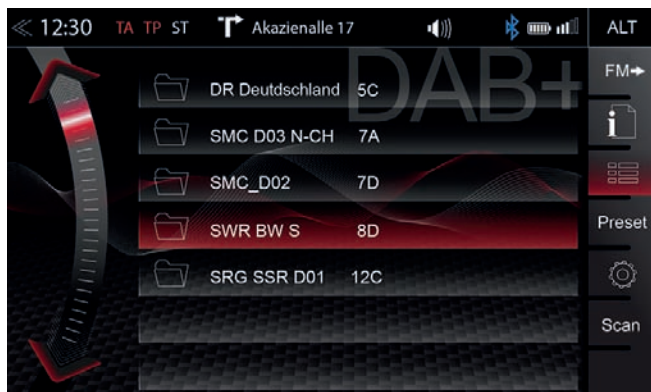 12:30 TA TP ST Akazienalle 17 ALT
DAB+
FM
DR Deutdschland 5C
i
SMC D03 N-CH 7A
SMC_D02 7D
Preset
SWR BW S 8D
SRG SSR D01 12C
Scan